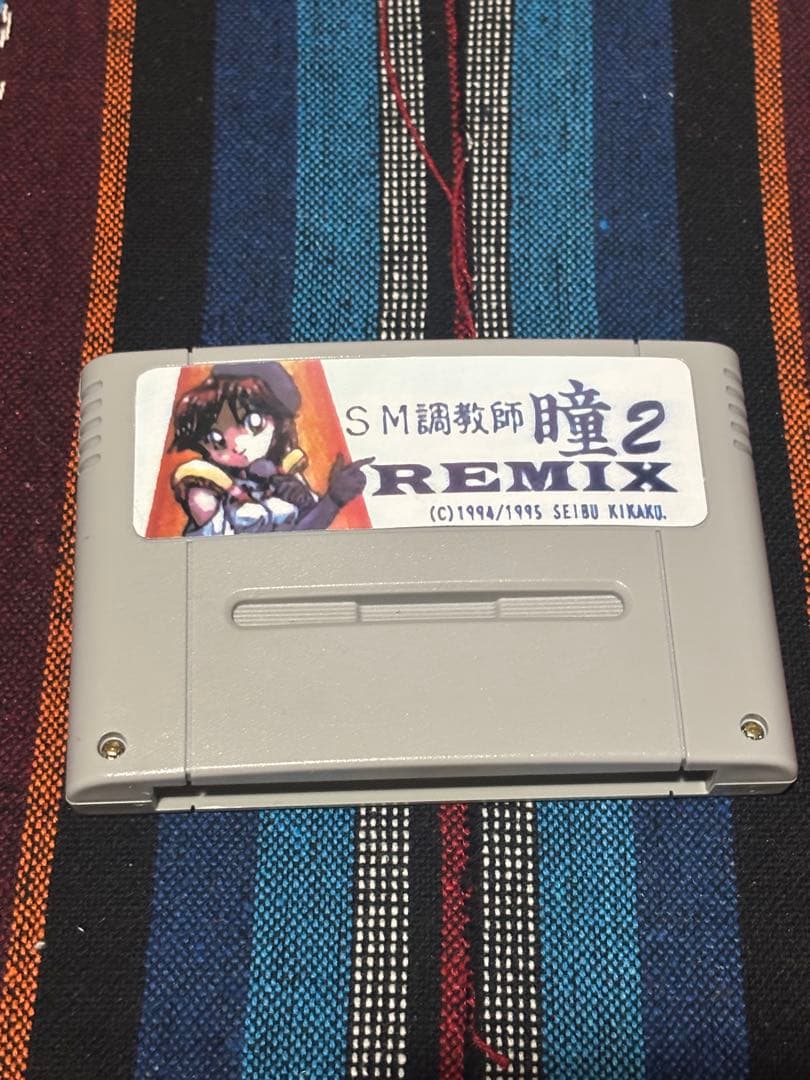 SM調教師 瞳2
REMIX
(C)1994/1995 SEIBU KIKAKU.